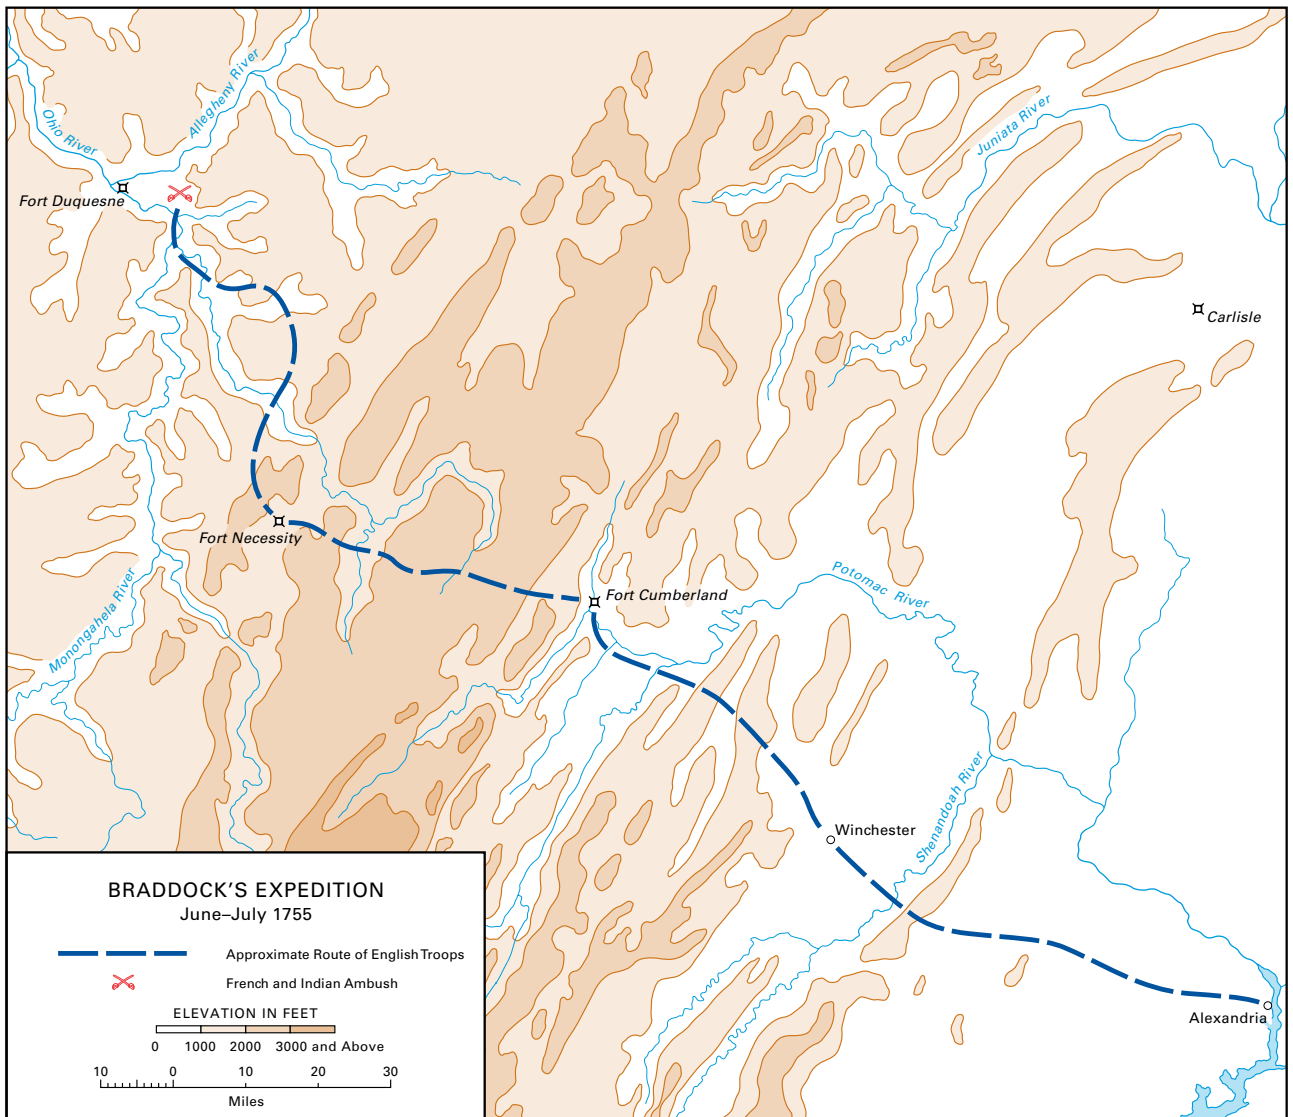 Allegheny River
Ohio River
Juniata River
Fort Duquesne
Carlisle
Fort Necessity
Fort Cumberland
Potomac River
Monongahela River
Shenandoah River
Winchester
Alexandria
BRADDOCK'S EXPEDITION
June–July 1755
Approximate Route of English Troops
French and Indian Ambush
ELEVATION IN FEET
0 1000 2000 3000 and Above
10 0 10 20 30
Miles